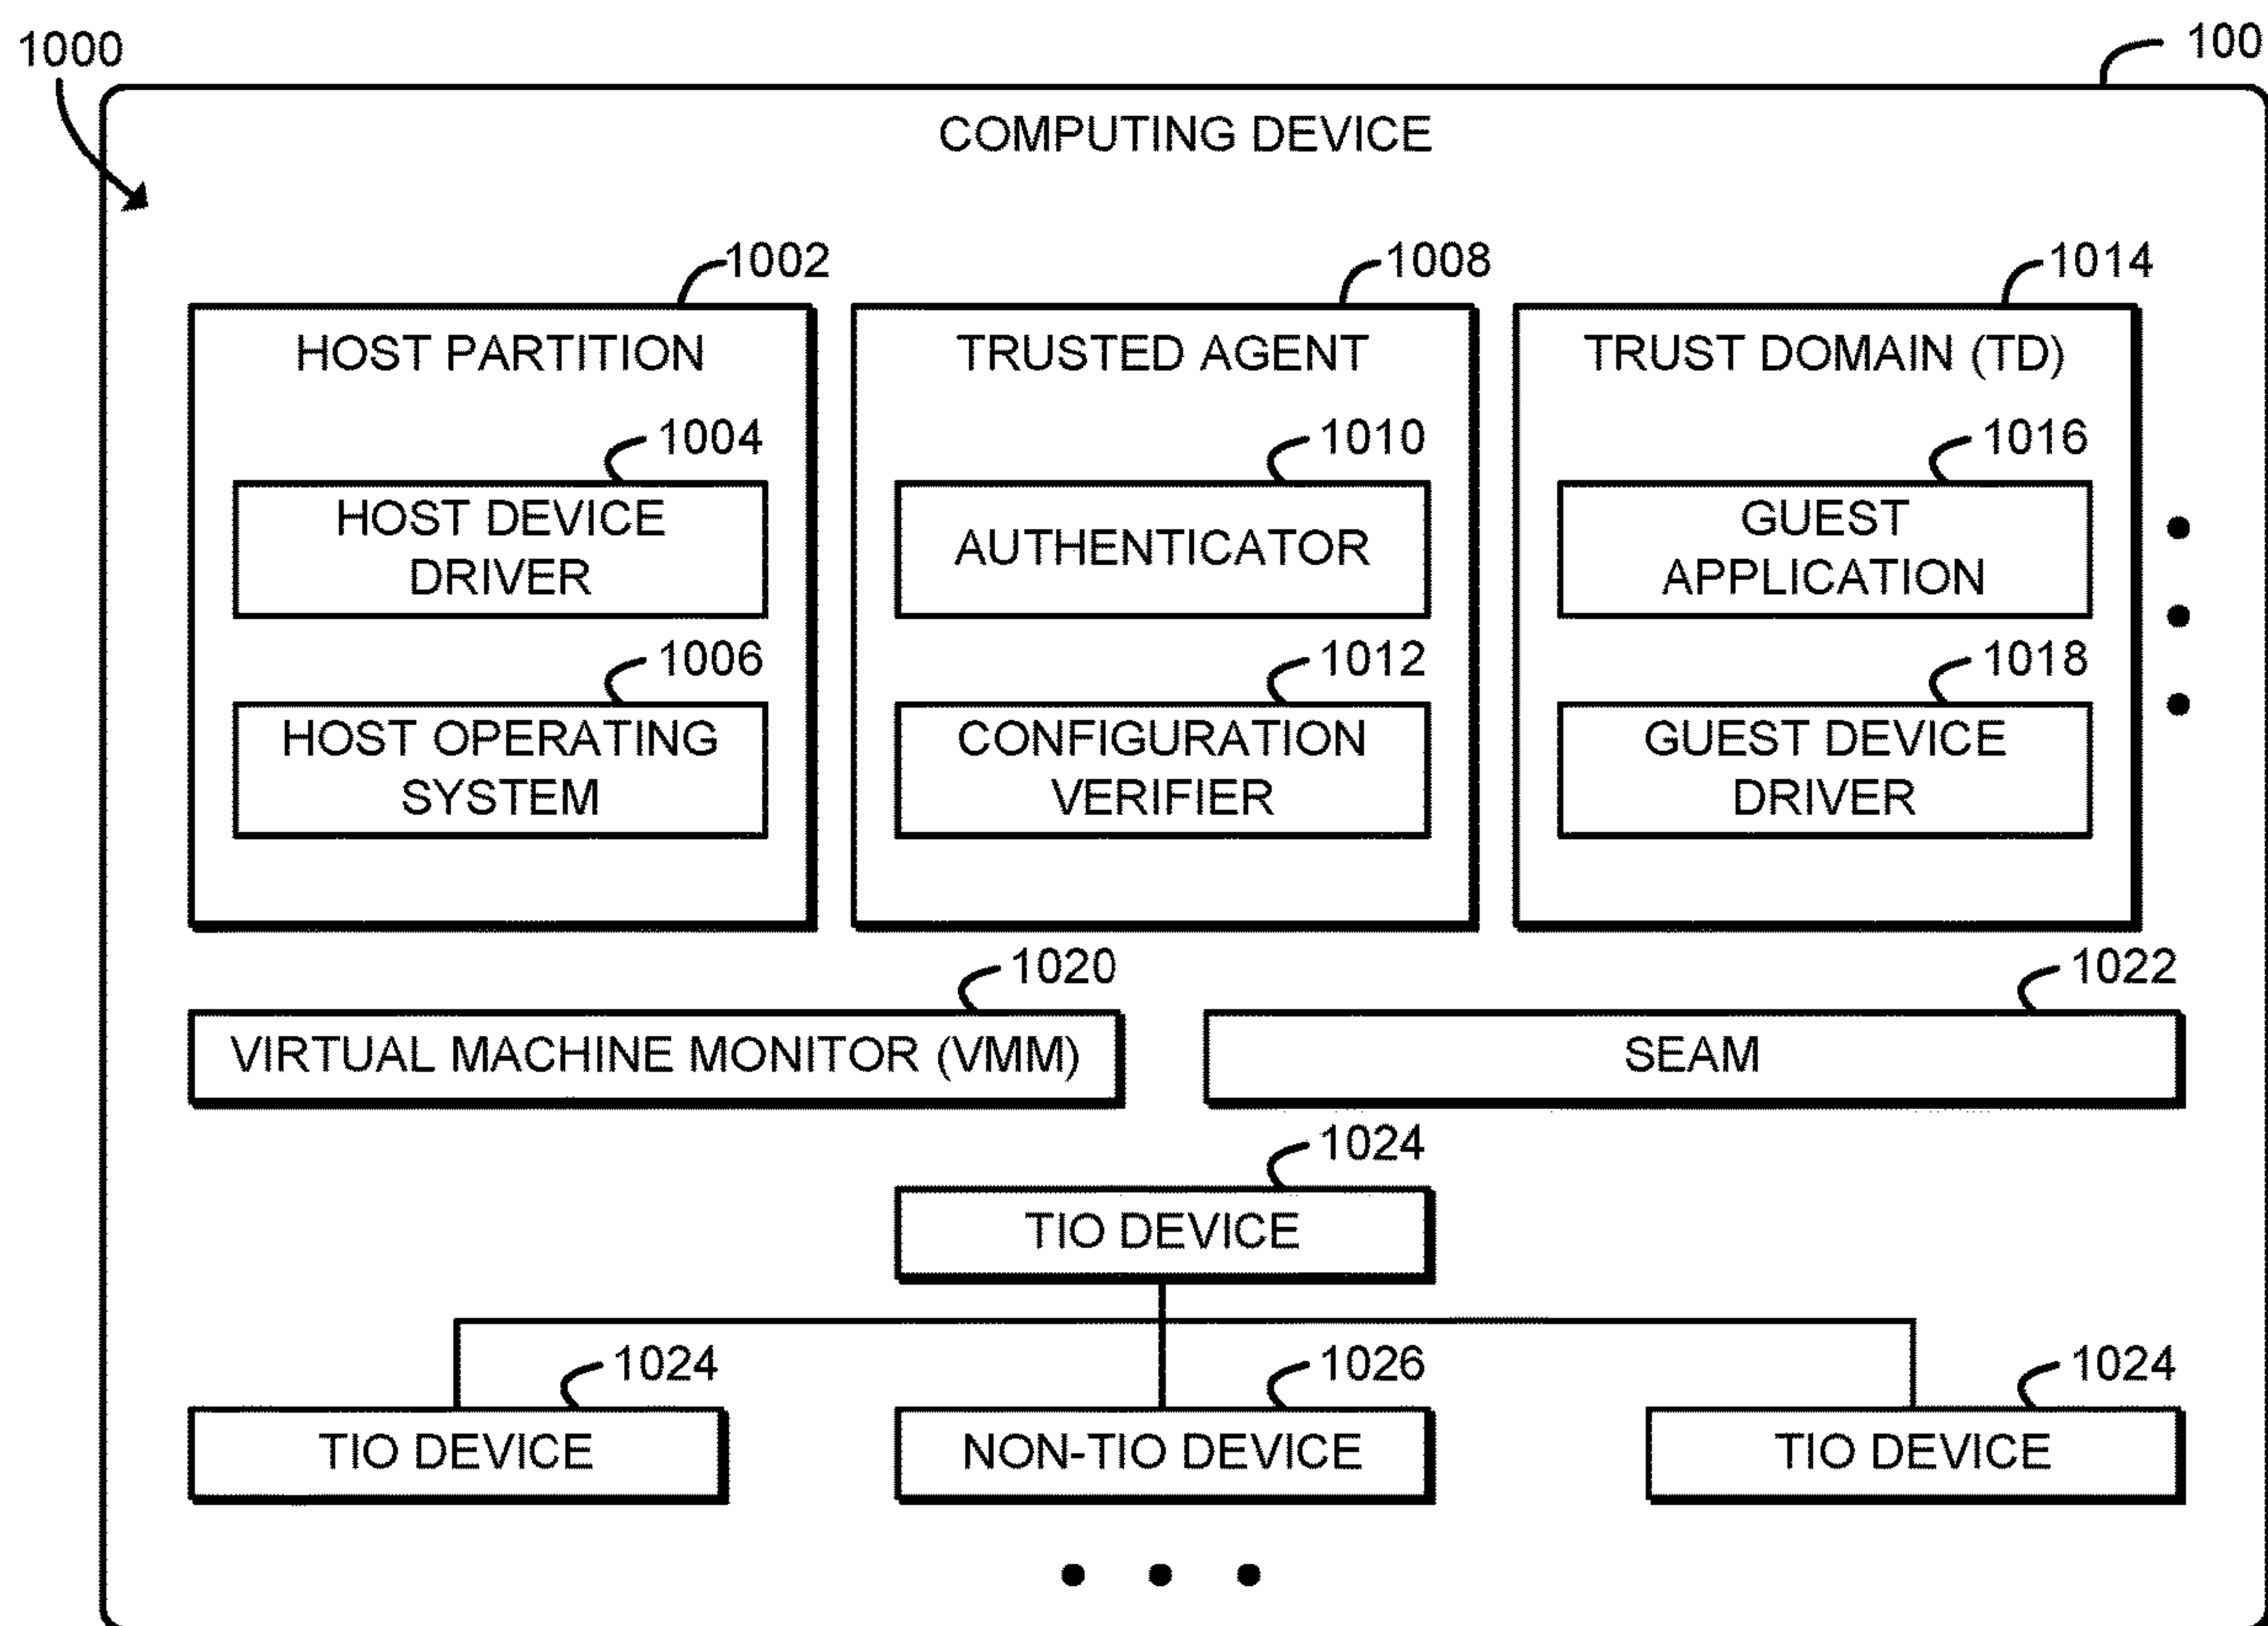 1000
100
COMPUTING DEVICE
1002
1008
1014
HOST PARTITION
TRUSTED AGENT
TRUST DOMAIN (TD)
1004
1010
1016
HOST DEVICE
DRIVER
AUTHENTICATOR
GUEST
APPLICATION
1006
1012
1018
HOST OPERATING
SYSTEM
CONFIGURATION
VERIFIER
GUEST DEVICE
DRIVER
1020
1022
VIRTUAL MACHINE MONITOR (VMM)
SEAM
1024
TIO DEVICE
1024
1026
1024
TIO DEVICE
NON-TIO DEVICE
TIO DEVICE